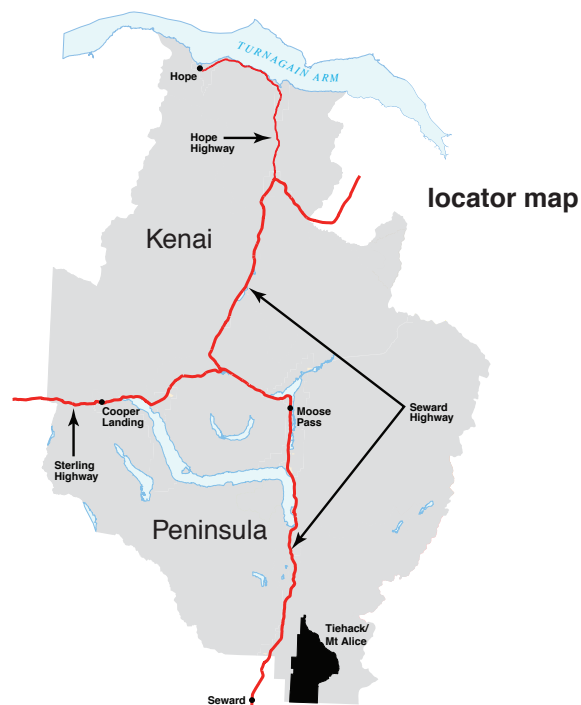 TURNAGAIN ARM
Hope
Hope
Highway
locator map
Kenai
Cooper
Landing
Moose
Pass
Seward
Highway
Sterling
Highway
Peninsula
Tiehack/
Mt Alice
Seward